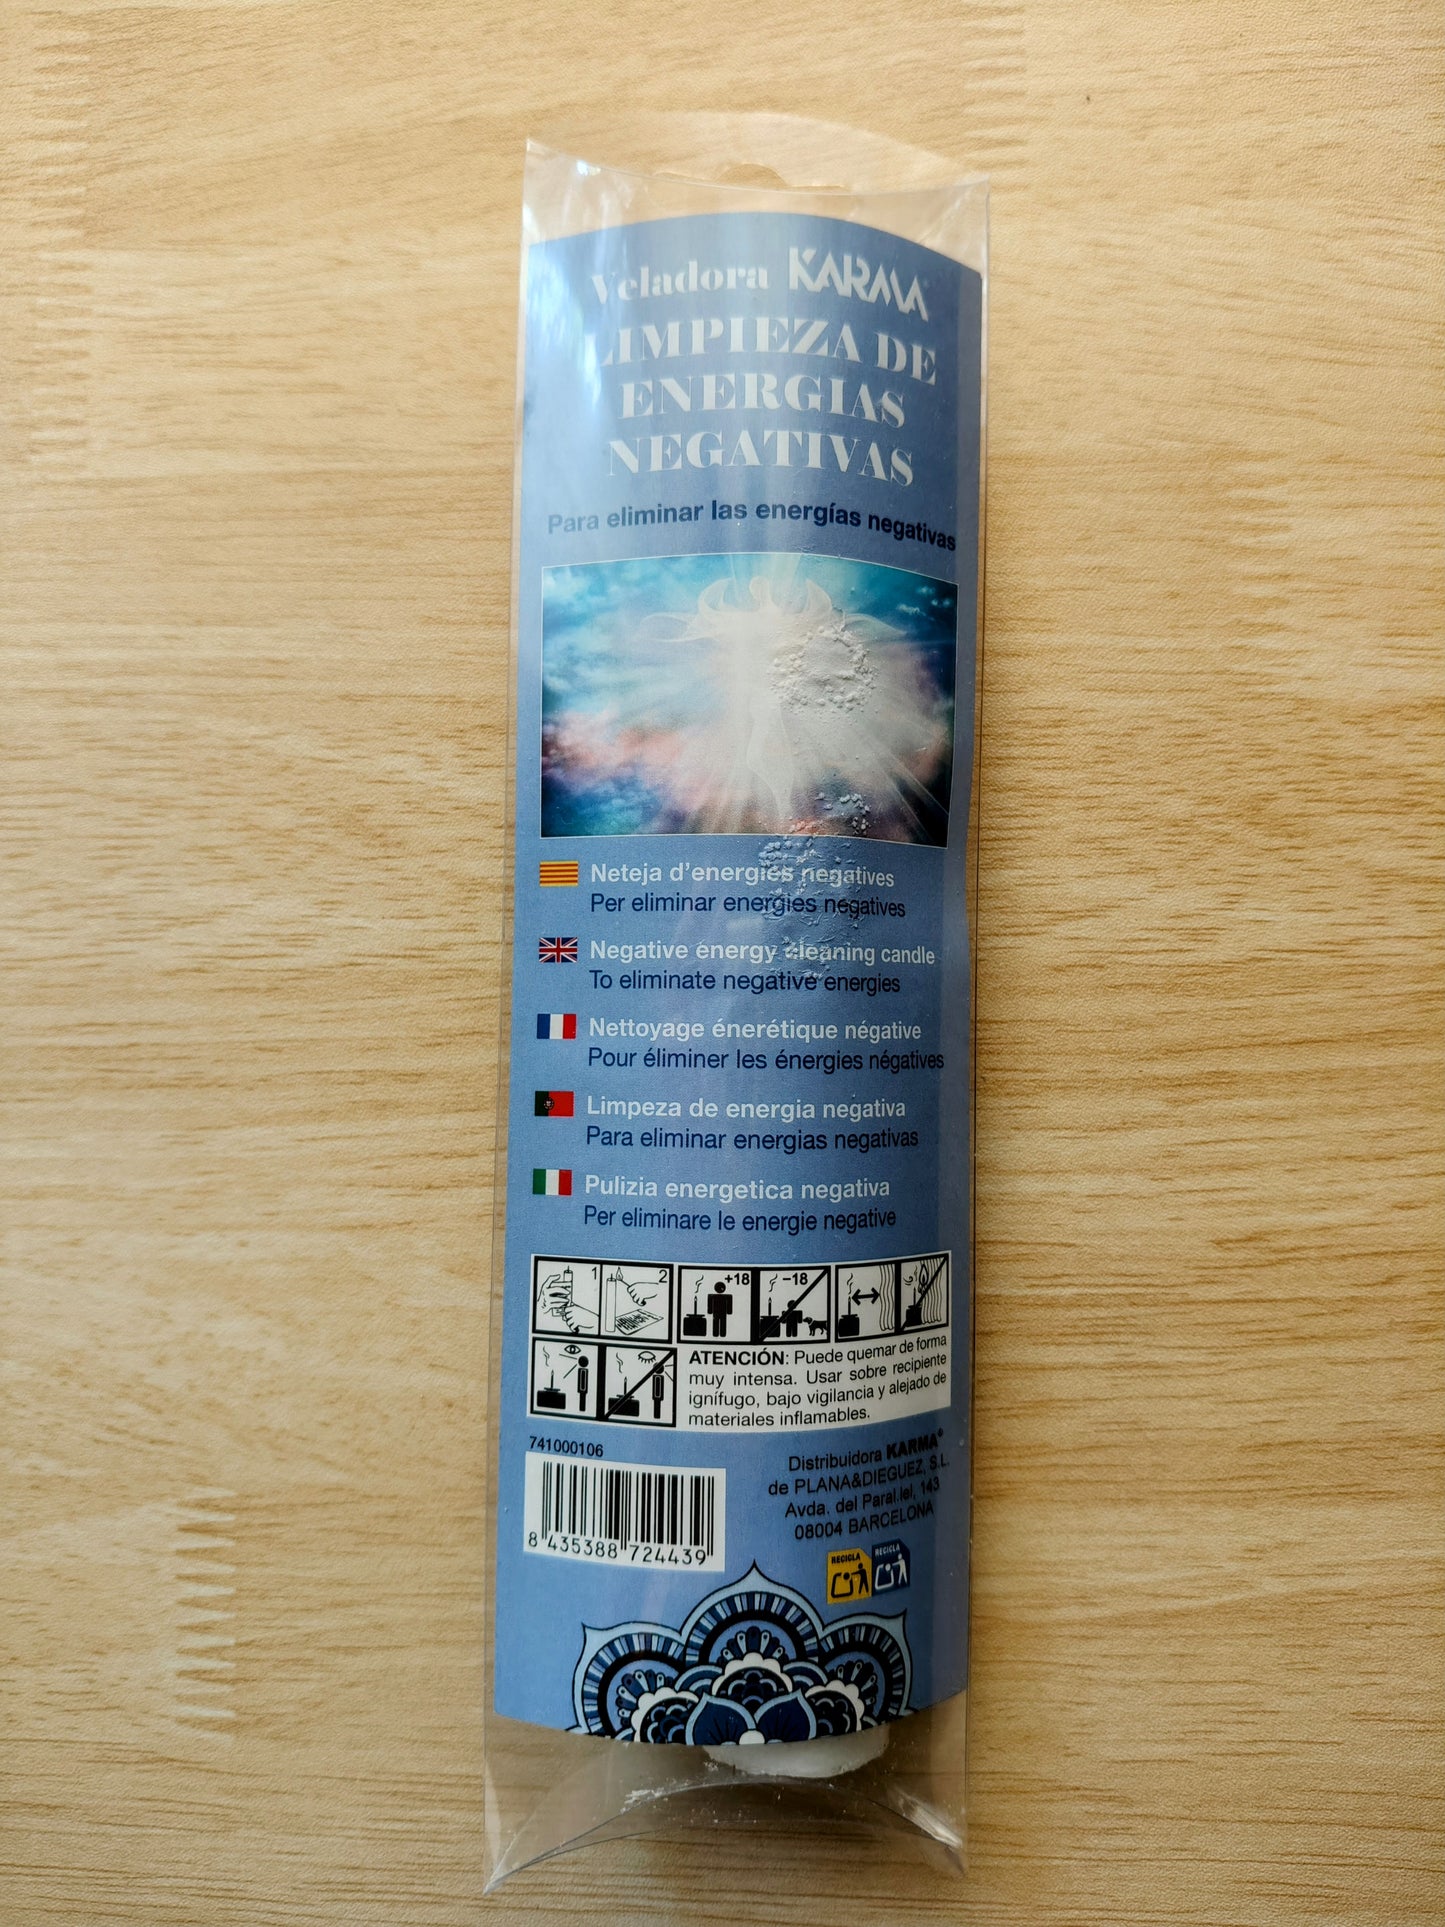 Veladora KARMA
LIMPIEZA DE
ENERGIAS
NEGATIVAS
Para eliminar las energías negativas
Neteja d'energies negatives
Per eliminar energies negatives
Negative energy cleaning candle
To eliminate negative energies
Nettoyage énerétique négative
Pour éliminer les énergies négatives
Limpeza de energia negativa
Para eliminar energias negativas
Pulizia energetica negativa
Per eliminare le energie negative
1 2 +18 -18
ATENCIÓN: Puede quemar de forma
muy intensa. Usar sobre recipiente
ignífugo, bajo vigilancia y alejado de
materiales inflamables.
741000106
8 435388 724439
Distribuidora KARMA®
de PLANA&DIEGUEZ, S.L.
Avda. del Paral.lel, 143
08004 BARCELONA
RECICLA RECICLA